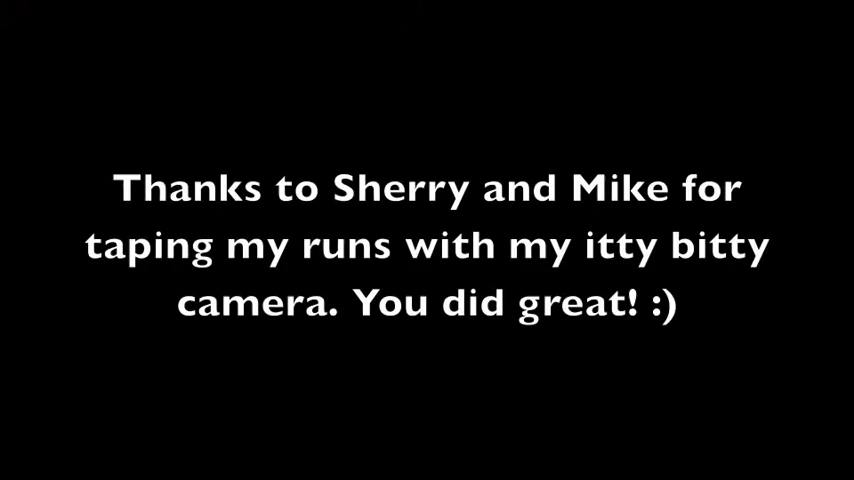 Thanks to Sherry and Mike for
taping my runs with my itty bitty
camera. You did great! :)